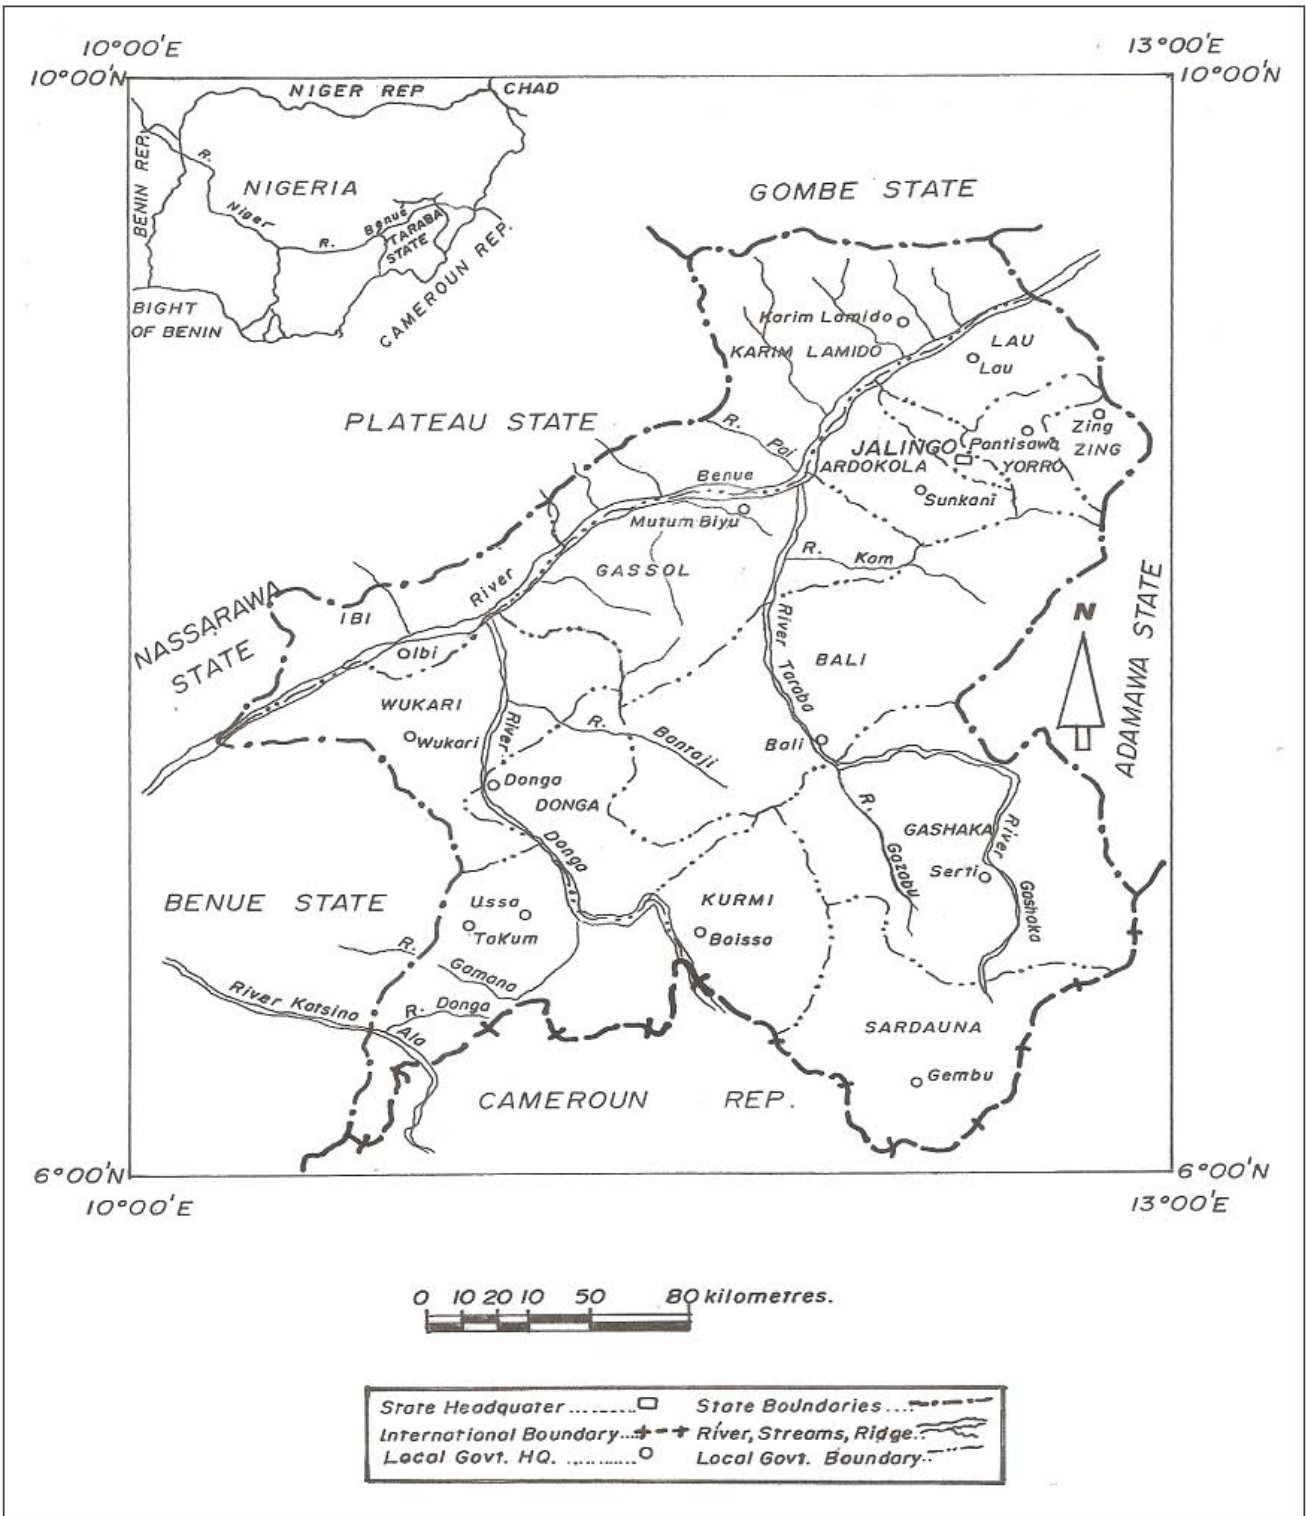 10°00'E
13°00'E
10°00'N
10°00'N
NIGER REP
CHAD
BENIN REP.
R.
Niger
NIGERIA
R.
Benue
TARABA
STATE
CAMEROUN REP.
BIGHT
OF BENIN
GOMBE STATE
Karim Lamido
KARIM LAMIDO
LAU
Lau
PLATEAU STATE
R. Pai
Zing
ZING
JALINGO
Pantisawa
ARDOKOLA
YORRO
Sunkani
River Benue
Mutum Biyu
GASSOL
R. Kam
NASSARAWA
STATE
IBI
Ibi
River Taraba
BALI
N
ADAMAWA STATE
WUKARI
Wukari
R. Bantaji
Bali
River Donga
Donga
DONGA
R. Gazabu
GASHAKA
River Gashaka
Serti
BENUE STATE
Ussa
TaKum
KURMI
Baissa
R. Gamana
River Katsina Ala
R. Donga
SARDAUNA
Gembu
CAMEROUN REP.
6°00'N
6°00'N
10°00'E
13°00'E
0 10 20 10 50 80 kilometres.
State Headquater........ State Boundaries....
International Boundary... River, Streams, Ridge..
Local Govt. HQ. ........... Local Govt. Boundary..